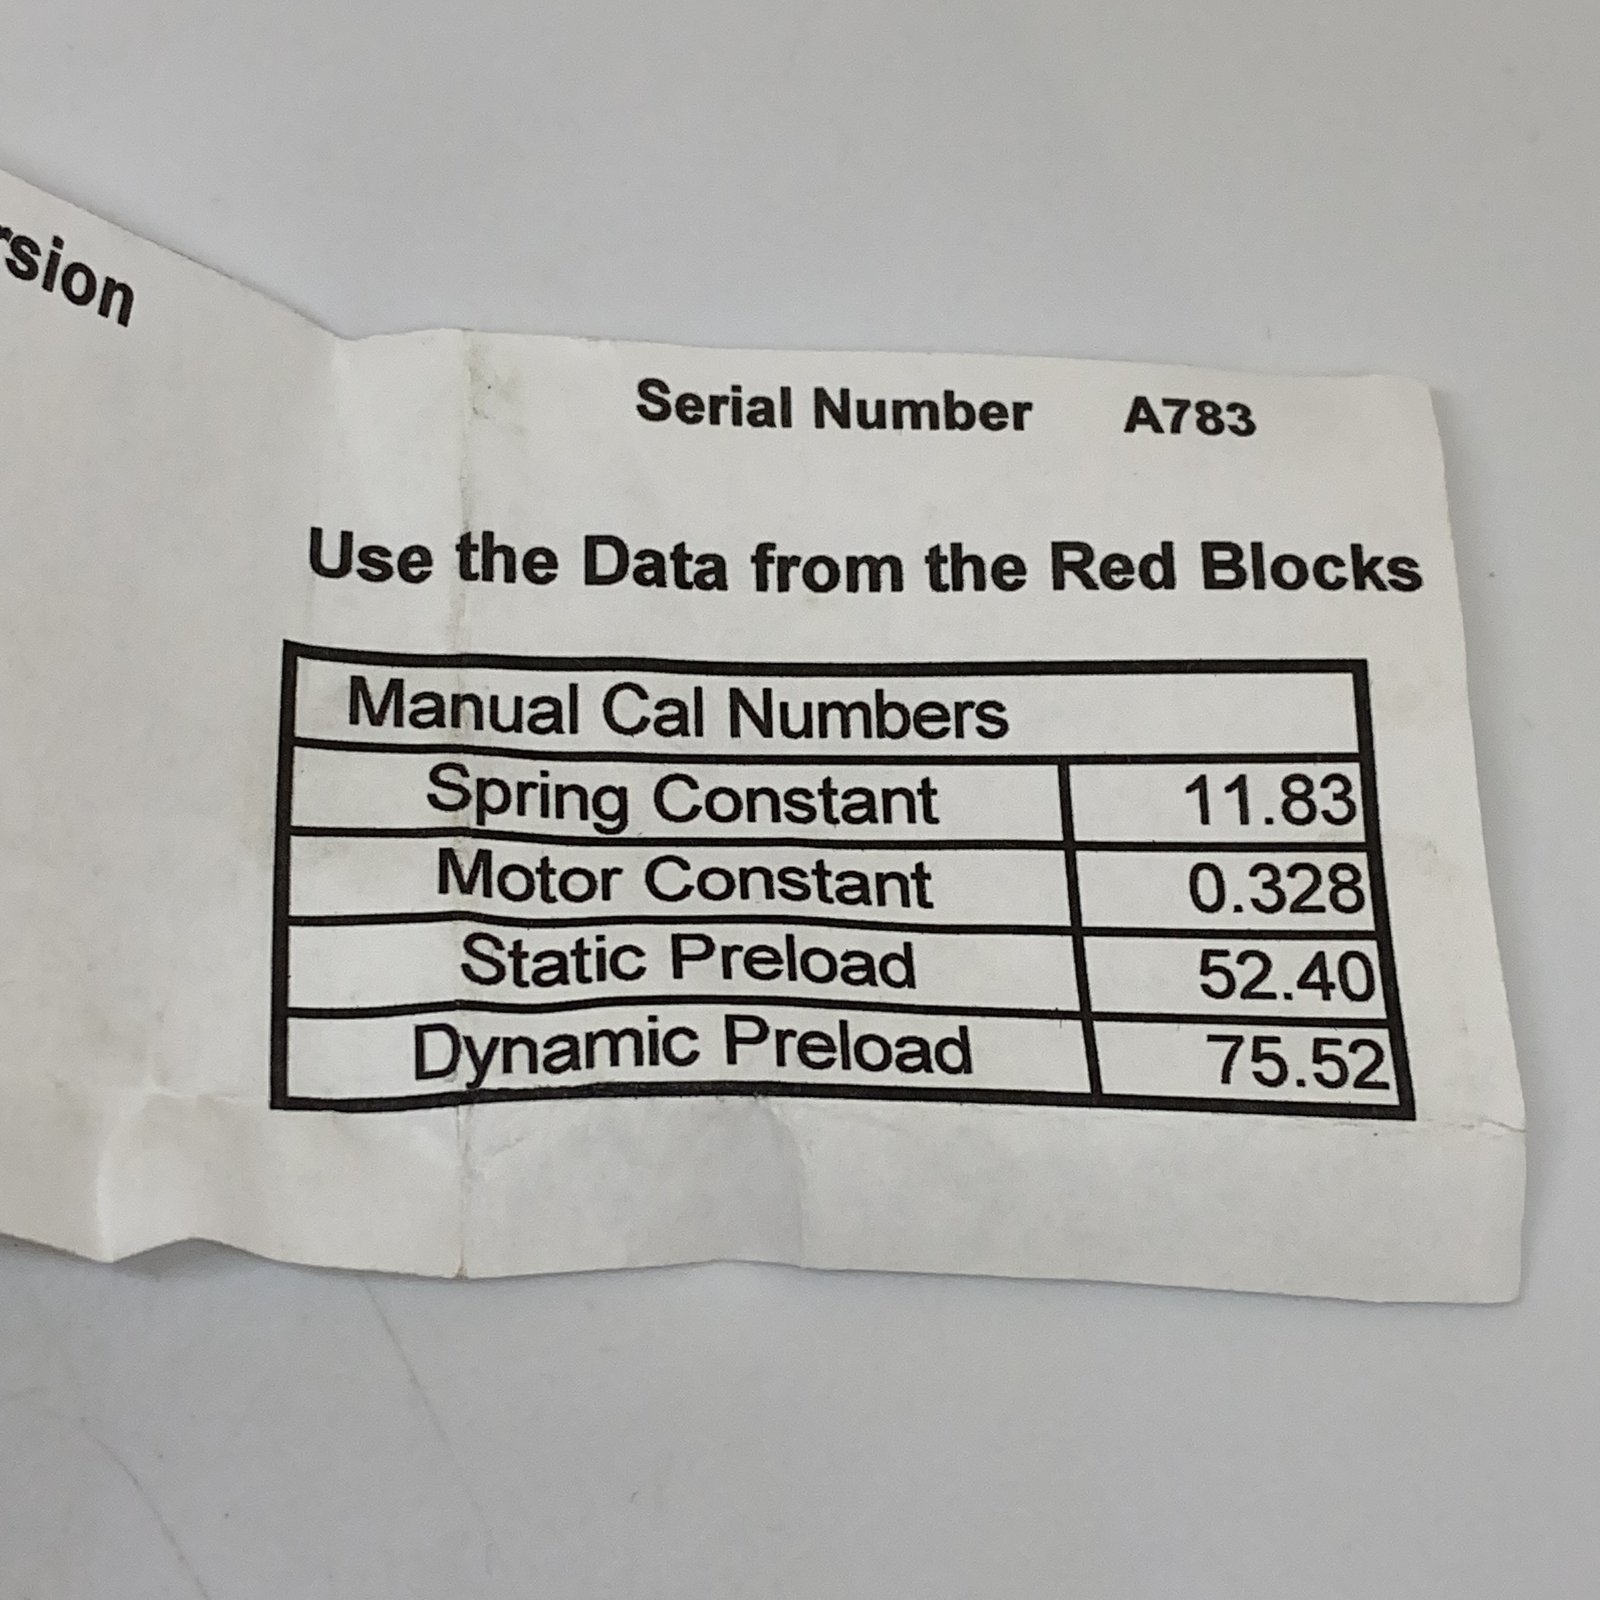 Serial Number A783
Use the Data from the Red Blocks
Manual Cal Numbers
Spring Constant 11.83
Motor Constant 0.328
Static Preload 52.40
Dynamic Preload 75.52